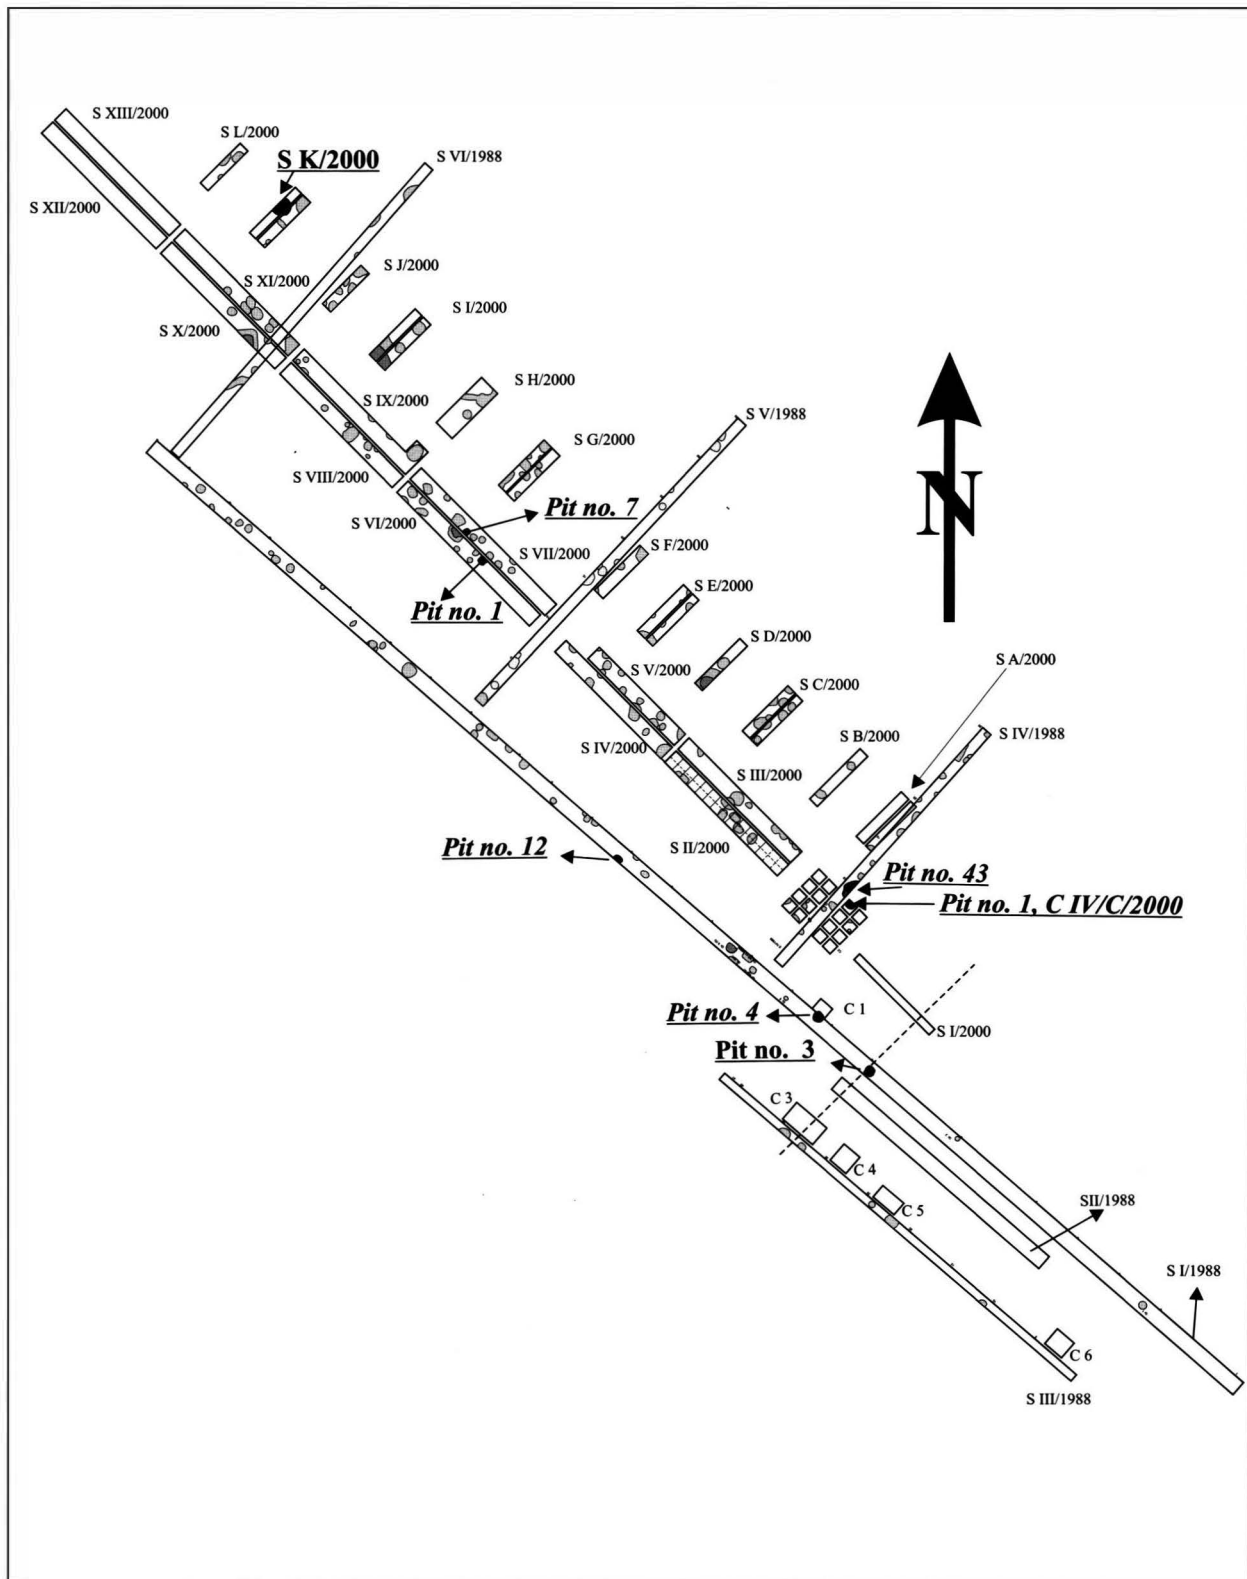 S XIII/2000
S L/2000
S K/2000
S VI/1988
S XII/2000
S XI/2000
S J/2000
S X/2000
S I/2000
S H/2000
S IX/2000
S V/1988
S G/2000
S VIII/2000
Pit no. 7
S VI/2000
S VII/2000
S F/2000
N
Pit no. 1
S E/2000
S D/2000
S V/2000
S A/2000
S C/2000
S IV/1988
S B/2000
S IV/2000
S III/2000
Pit no. 12
S II/2000
Pit no. 43
Pit no. 1, C IV/C/2000
Pit no. 4
C 1
S I/2000
Pit no. 3
C 3
C 4
C 5
SII/1988
S I/1988
C 6
S III/1988